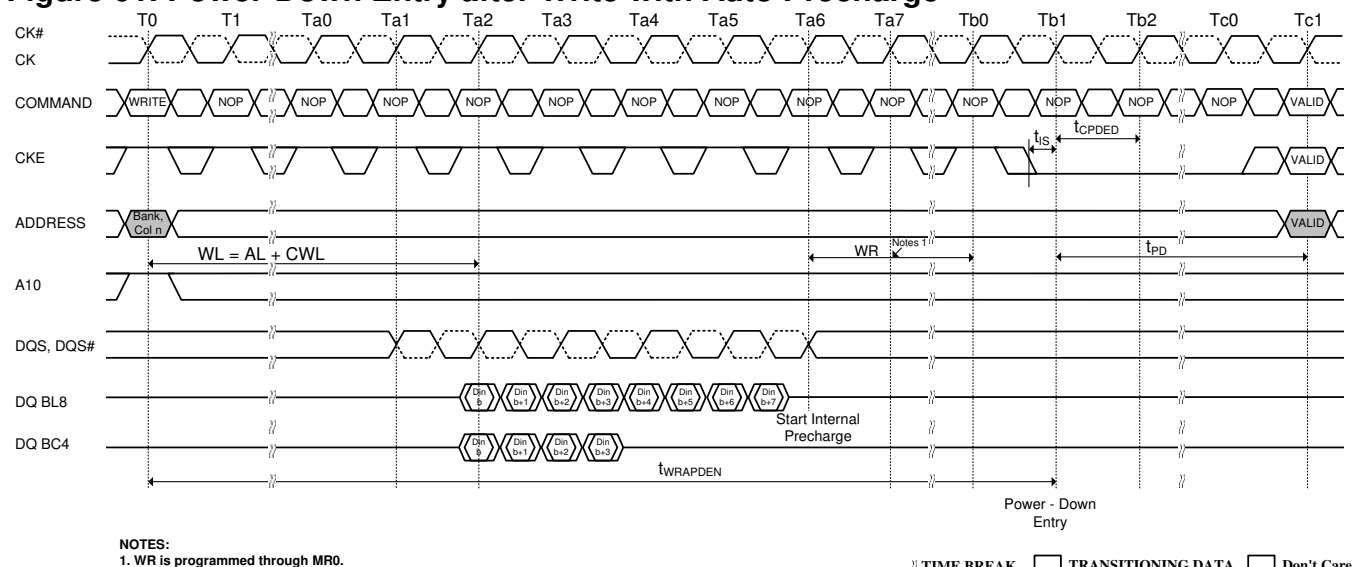 Figure 61. Power-Down Entry after Write with Auto Precharge
T0 T1 Ta0 Ta1 Ta2 Ta3 Ta4 Ta5 Ta6 Ta7 Tb0 Tb1 Tb2 Tc0 Tc1
CK#
CK
COMMAND WRITE NOP NOP NOP NOP NOP NOP NOP NOP NOP NOP NOP NOP NOP VALID
tIS tCPDED
CKE VALID
ADDRESS Bank, Col n VALID
WL = AL + CWL WR Notes 1 tPD
A10
DQS, DQS#
DQ BL8 Din b Din b+1 Din b+2 Din b+3 Din b+4 Din b+5 Din b+6 Din b+7
Start Internal
Precharge
DQ BC4 Din b Din b+1 Din b+2 Din b+3
tWRAPDEN
Power - Down
Entry
NOTES:
1. WR is programmed through MR0.
TIME BREAK TRANSITIONING DATA Don't Care